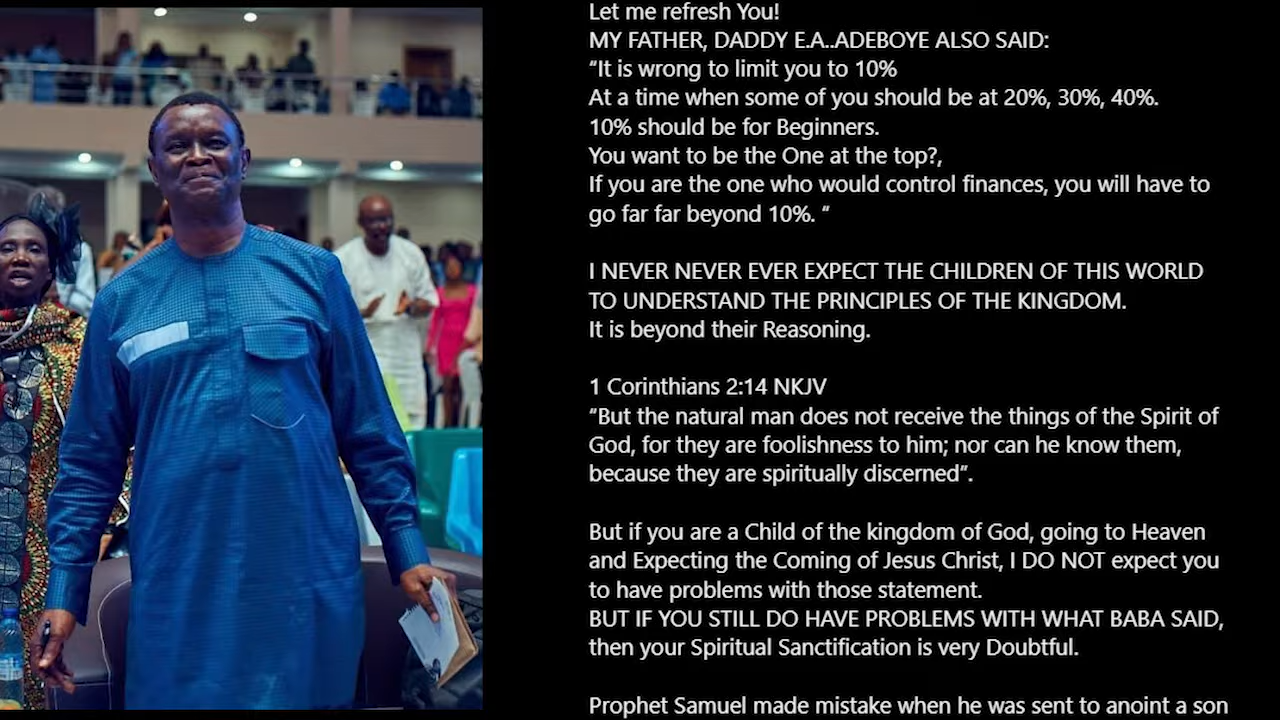 Let me refresh You!
MY FATHER, DADDY E.A..ADEBOYE ALSO SAID:
“It is wrong to limit you to 10%
At a time when some of you should be at 20%, 30%, 40%.
10% should be for Beginners.
You want to be the One at the top?,
If you are the one who would control finances, you will have to
go far far beyond 10%. “
I NEVER NEVER EVER EXPECT THE CHILDREN OF THIS WORLD
TO UNDERSTAND THE PRINCIPLES OF THE KINGDOM.
It is beyond their Reasoning.
1 Corinthians 2:14 NKJV
“But the natural man does not receive the things of the Spirit of
God, for they are foolishness to him; nor can he know them,
because they are spiritually discerned”.
But if you are a Child of the kingdom of God, going to Heaven
and Expecting the Coming of Jesus Christ, I DO NOT expect you
to have problems with those statement.
BUT IF YOU STILL DO HAVE PROBLEMS WITH WHAT BABA SAID,
then your Spiritual Sanctification is very Doubtful.
Prophet Samuel made mistake when he was sent to anoint a son